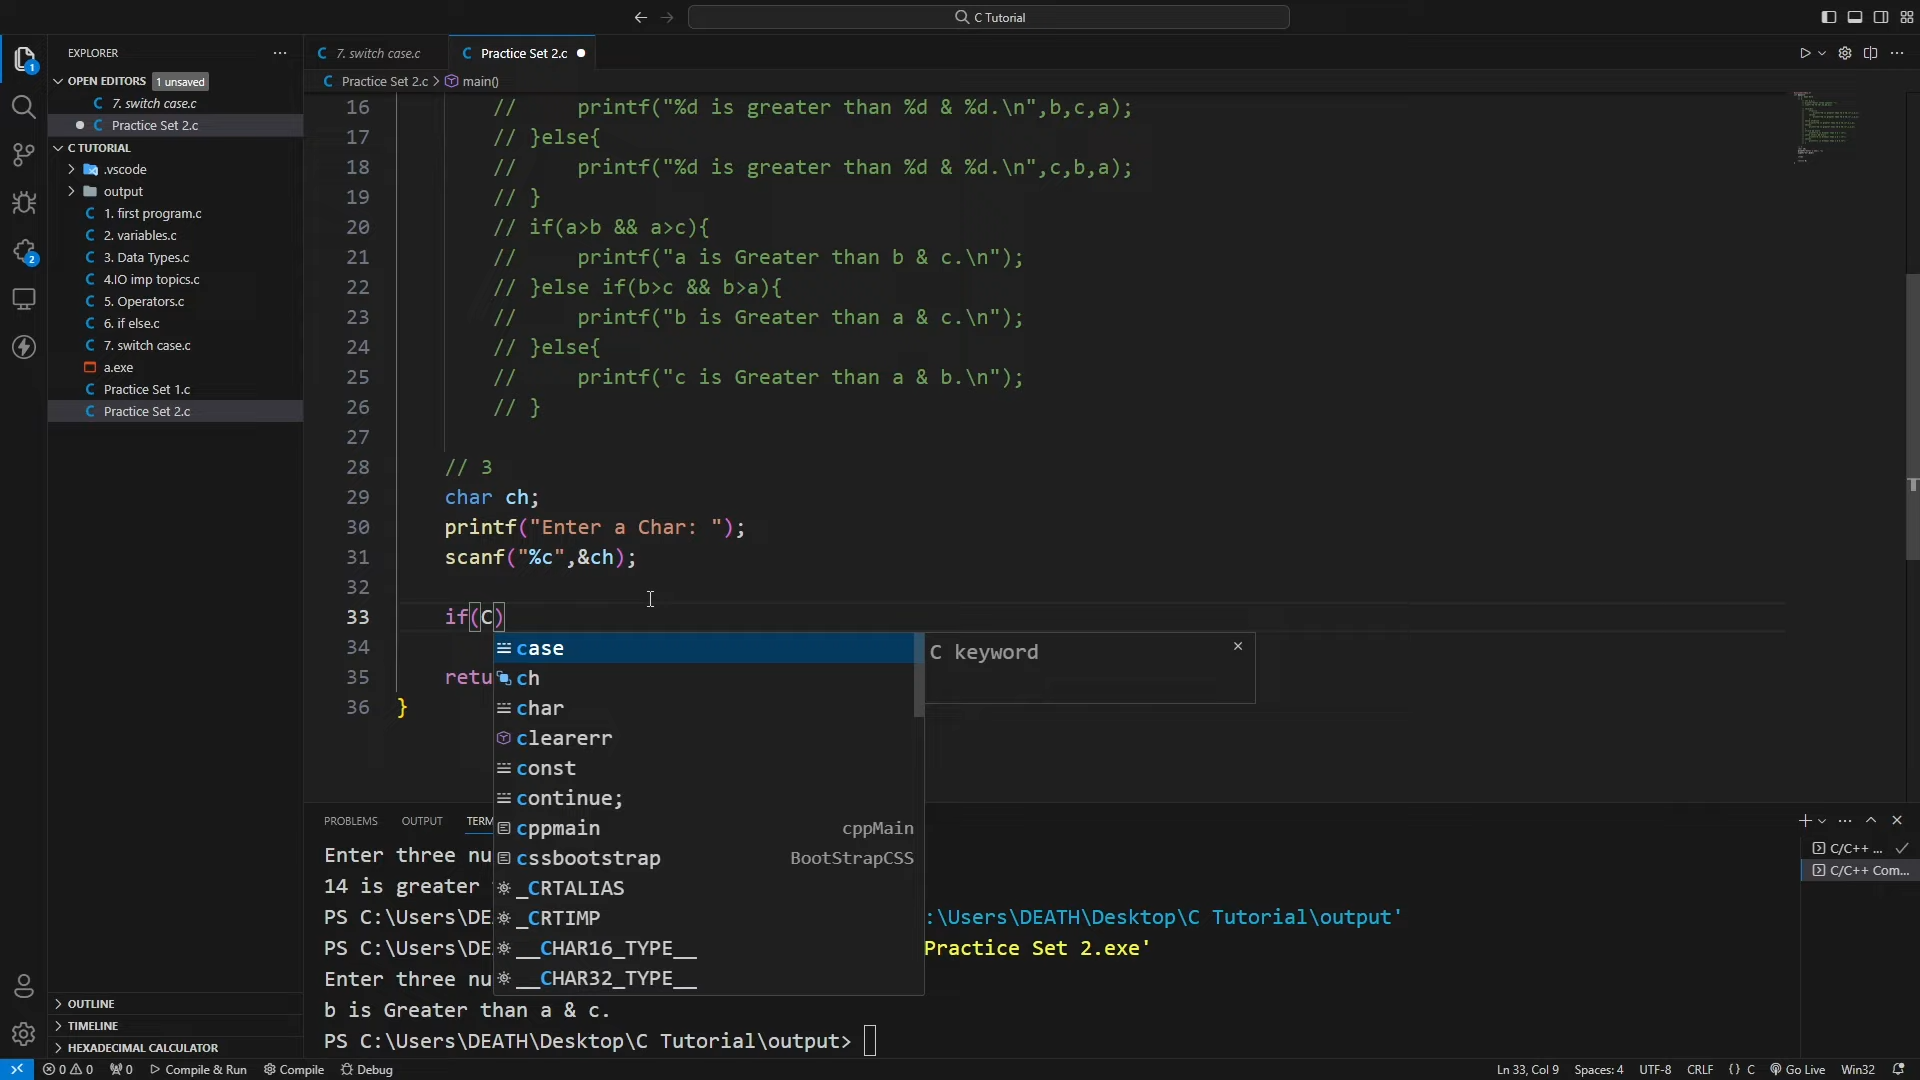 C Tutorial
EXPLORER
OPEN EDITORS 1 unsaved
7. switch case.c
Practice Set 2.c
C TUTORIAL
.vscode
output
1. first program.c
2. variables.c
3. Data Types.c
4.IO imp topics.c
5. Operators.c
6. if else.c
7. switch case.c
a.exe
Practice Set 1.c
Practice Set 2.c
OUTLINE
TIMELINE
HEXADECIMAL CALCULATOR
7. switch case.c
Practice Set 2.c
Practice Set 2.c > main()
16 // printf("%d is greater than %d & %d.\n",b,c,a);
17 // }else{
18 // printf("%d is greater than %d & %d.\n",c,b,a);
19 // }
20 // if(a>b && a>c){
21 // printf("a is Greater than b & c.\n");
22 // }else if(b>c && b>a){
23 // printf("b is Greater than a & c.\n");
24 // }else{
25 // printf("c is Greater than a & b.\n");
26 // }
27
28 // 3
29 char ch;
30 printf("Enter a Char: ");
31 scanf("%c",&ch);
32
33 if(C)
34
35 retu
36 }
case
ch
char
clearerr
const
continue;
cppmain cppMain
cssbootstrap BootStrapCSS
_CRTALIAS
_CRTIMP
__CHAR16_TYPE__
__CHAR32_TYPE__
C keyword
PROBLEMS OUTPUT TERM
Enter three nu
14 is greater
PS C:\Users\DE :\Users\DEATH\Desktop\C Tutorial\output'
PS C:\Users\DE Practice Set 2.exe'
Enter three nu
b is Greater than a & c.
PS C:\Users\DEATH\Desktop\C Tutorial\output>
C/C++ ...
C/C++ Com...
0 0 0 Compile & Run Compile Debug Ln 33, Col 9 Spaces: 4 UTF-8 CRLF {} C Go Live Win32
1
2